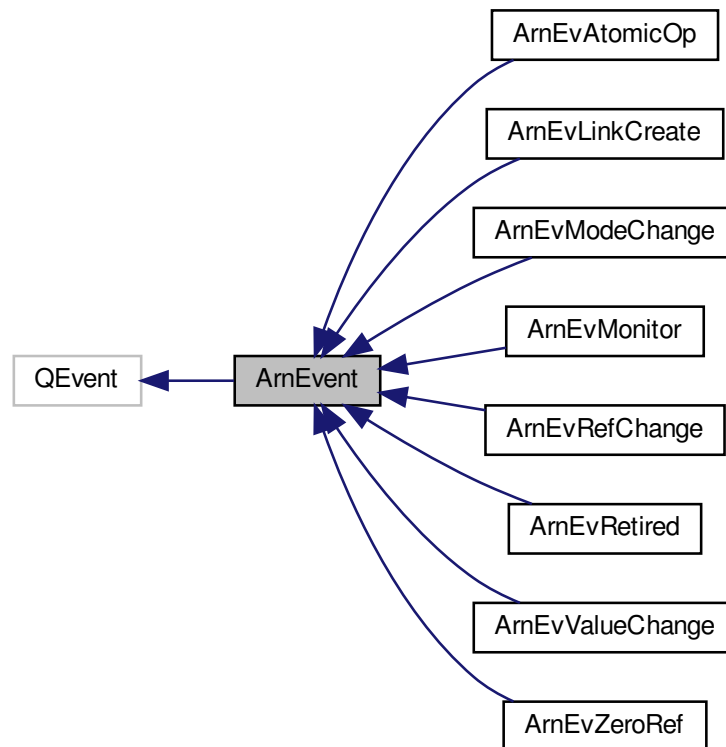 ArnEvAtomicOp
ArnEvLinkCreate
ArnEvModeChange
ArnEvMonitor
QEvent
ArnEvent
ArnEvRefChange
ArnEvRetired
ArnEvValueChange
ArnEvZeroRef